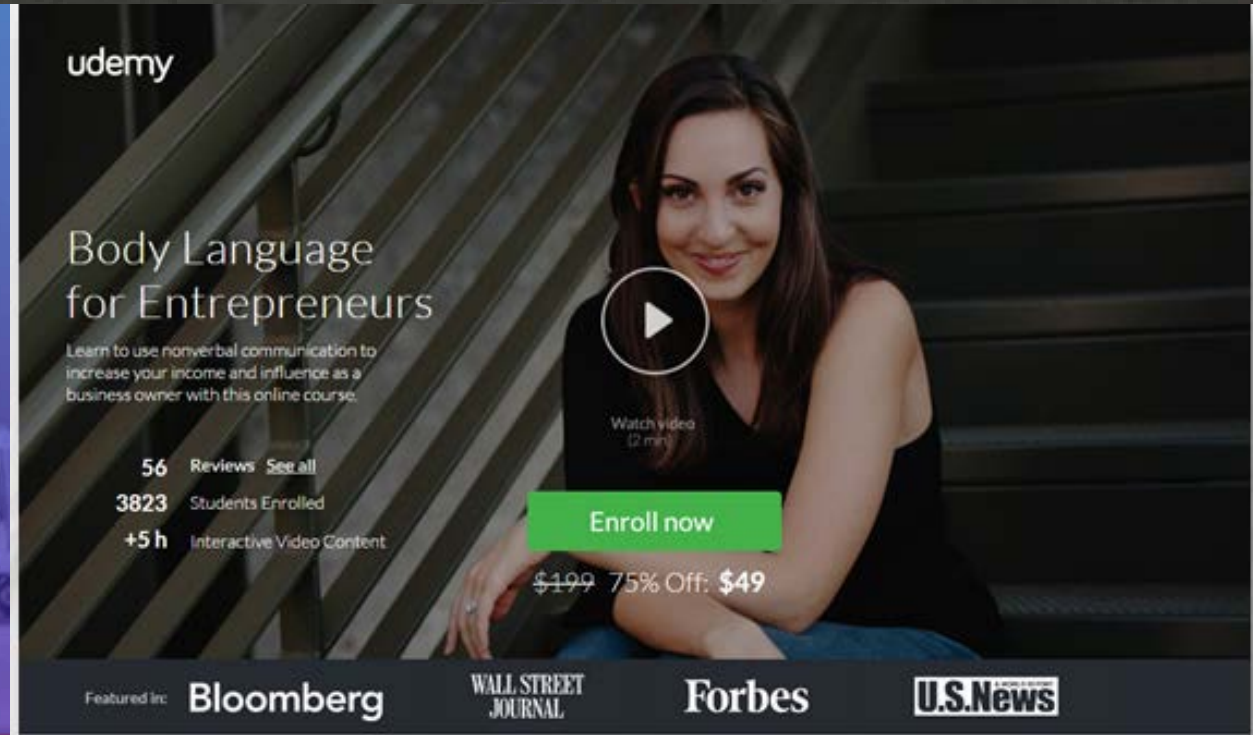 udemy
Body Language
for Entrepreneurs
Learn to use nonverbal communication to
increase your income and influence as a
business owner with this online course.
56 Reviews See all
3823 Students Enrolled
+5 h Interactive Video Content
Watch video
(2 min)
Enroll now
$199 75% Off: $49
Featured in: Bloomberg
WALL STREET
JOURNAL
Forbes
U.S.News